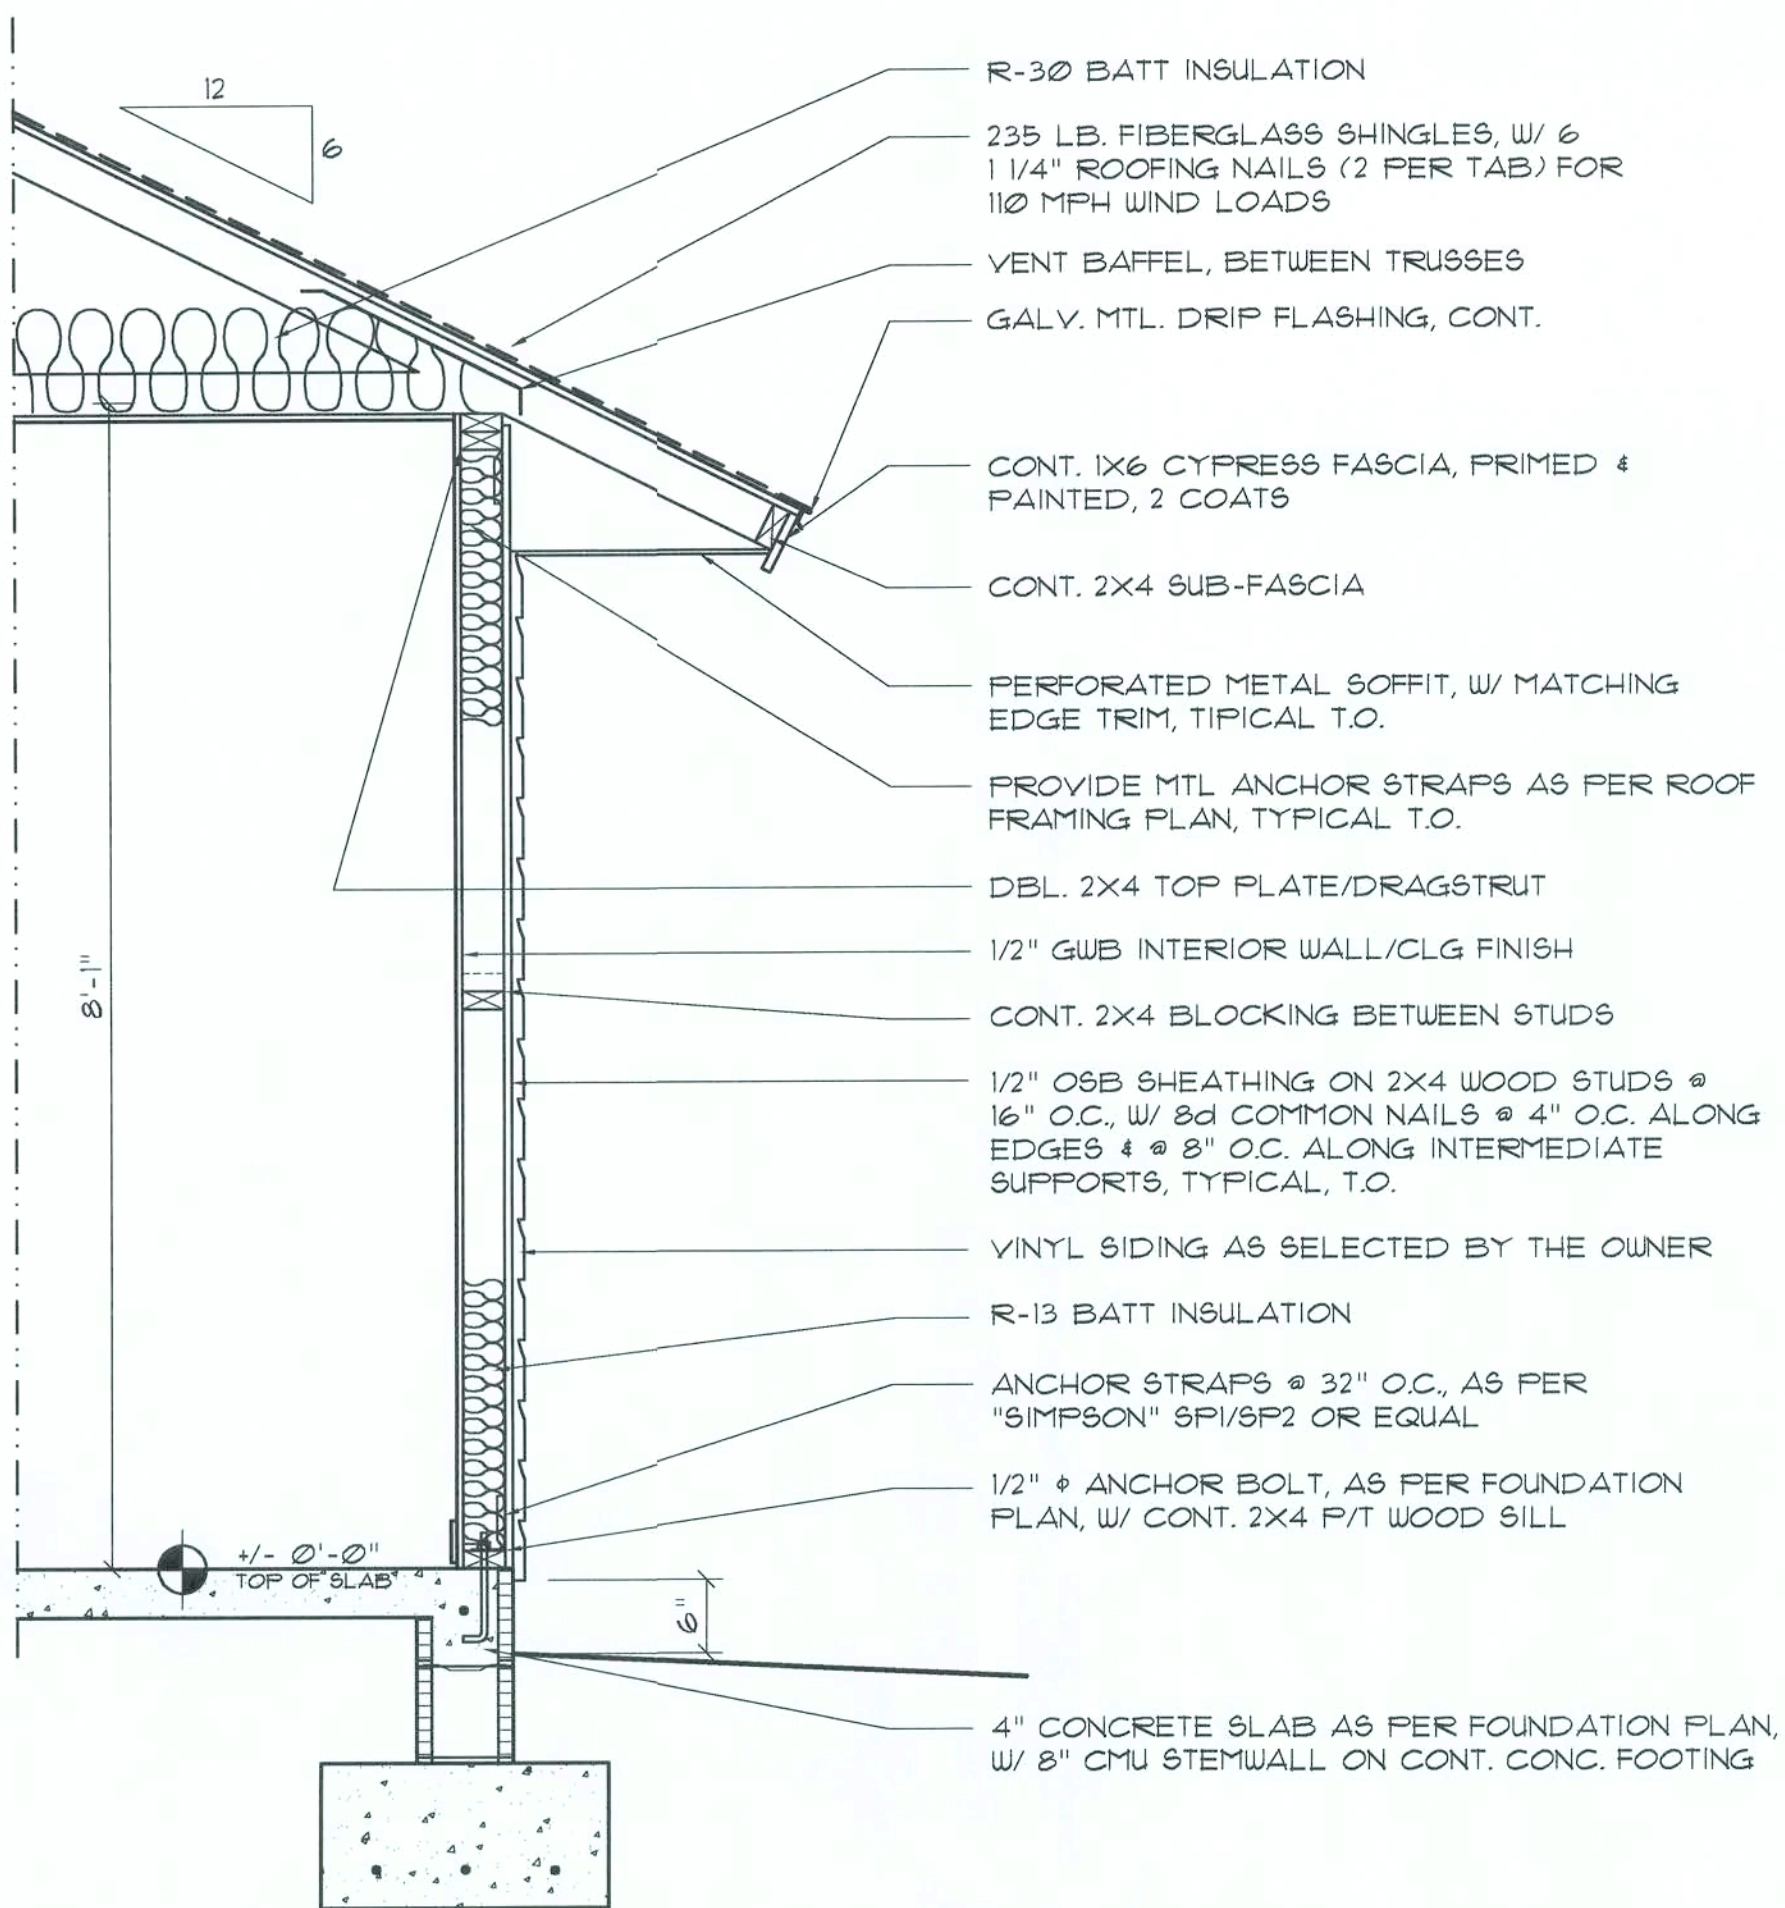 12
6
R-30 BATT INSULATION
235 LB. FIBERGLASS SHINGLES, W/ 6
1 1/4" ROOFING NAILS (2 PER TAB) FOR
110 MPH WIND LOADS
VENT BAFFEL, BETWEEN TRUSSES
GALV. MTL. DRIP FLASHING, CONT.
CONT. 1X6 CYPRESS FASCIA, PRIMED &
PAINTED, 2 COATS
CONT. 2X4 SUB-FASCIA
PERFORATED METAL SOFFIT, W/ MATCHING
EDGE TRIM, TIPICAL T.O.
PROVIDE MTL ANCHOR STRAPS AS PER ROOF
FRAMING PLAN, TYPICAL T.O.
DBL. 2X4 TOP PLATE/DRAGSTRUT
1/2" GWB INTERIOR WALL/CLG FINISH
8'-1"
CONT. 2X4 BLOCKING BETWEEN STUDS
1/2" OSB SHEATHING ON 2X4 WOOD STUDS @
16" O.C., W/ 8d COMMON NAILS @ 4" O.C. ALONG
EDGES & @ 8" O.C. ALONG INTERMEDIATE
SUPPORTS, TYPICAL, T.O.
VINYL SIDING AS SELECTED BY THE OWNER
R-13 BATT INSULATION
ANCHOR STRAPS @ 32" O.C., AS PER
"SIMPSON" SP1/SP2 OR EQUAL
1/2" ϕ ANCHOR BOLT, AS PER FOUNDATION
PLAN, W/ CONT. 2X4 P/T WOOD SILL
+/- 0'-0"
TOP OF SLAB
6"
4" CONCRETE SLAB AS PER FOUNDATION PLAN,
W/ 8" CMU STEMWALL ON CONT. CONC. FOOTING